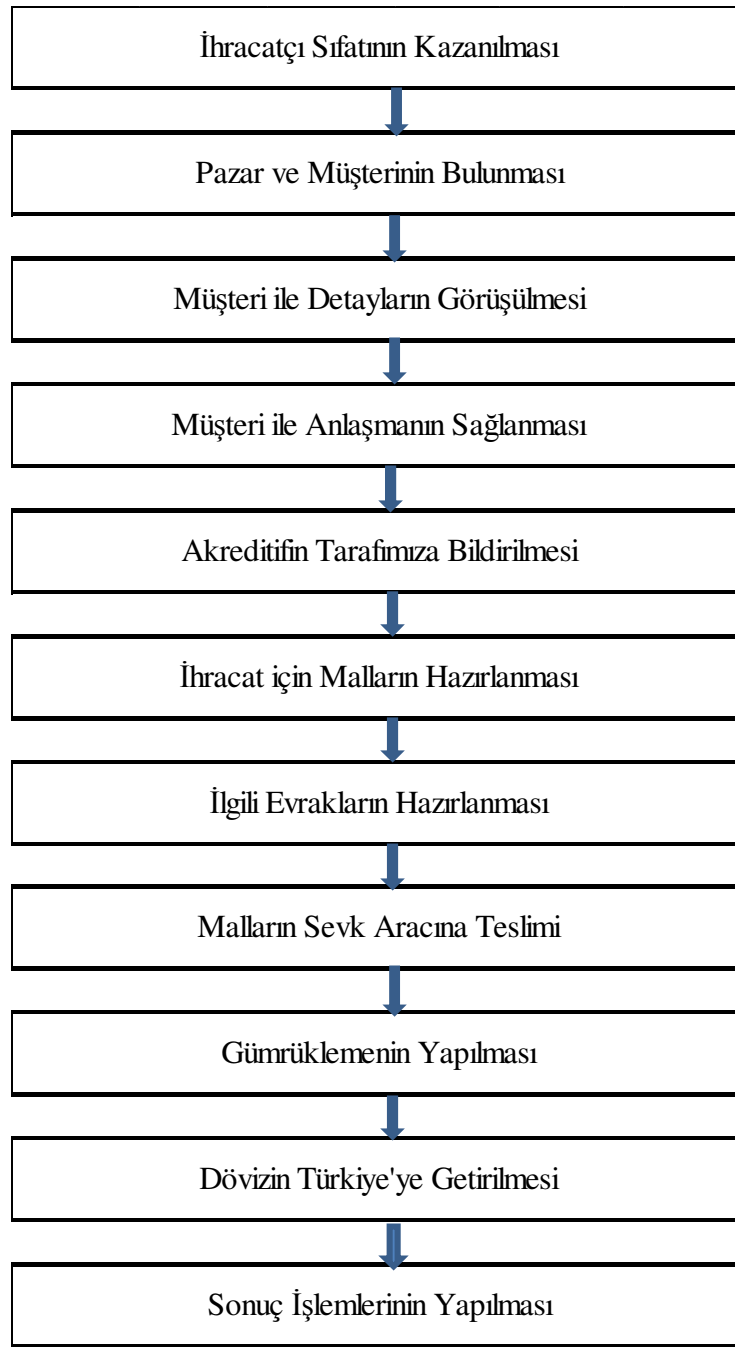 İhracatçı Sıfatının Kazanılması
Pazar ve Müşterinin Bulunması
Müşteri ile Detayların Görüşülmesi
Müşteri ile Anlaşmanın Sağlanması
Akreditifin Tarafımıza Bildirilmesi
İhracat için Malların Hazırlanması
İlgili Evrakların Hazırlanması
Malların Sevk Aracına Teslimi
Gümrüklemenin Yapılması
Dövizin Türkiye'ye Getirilmesi
Sonuç İşlemlerinin Yapılması